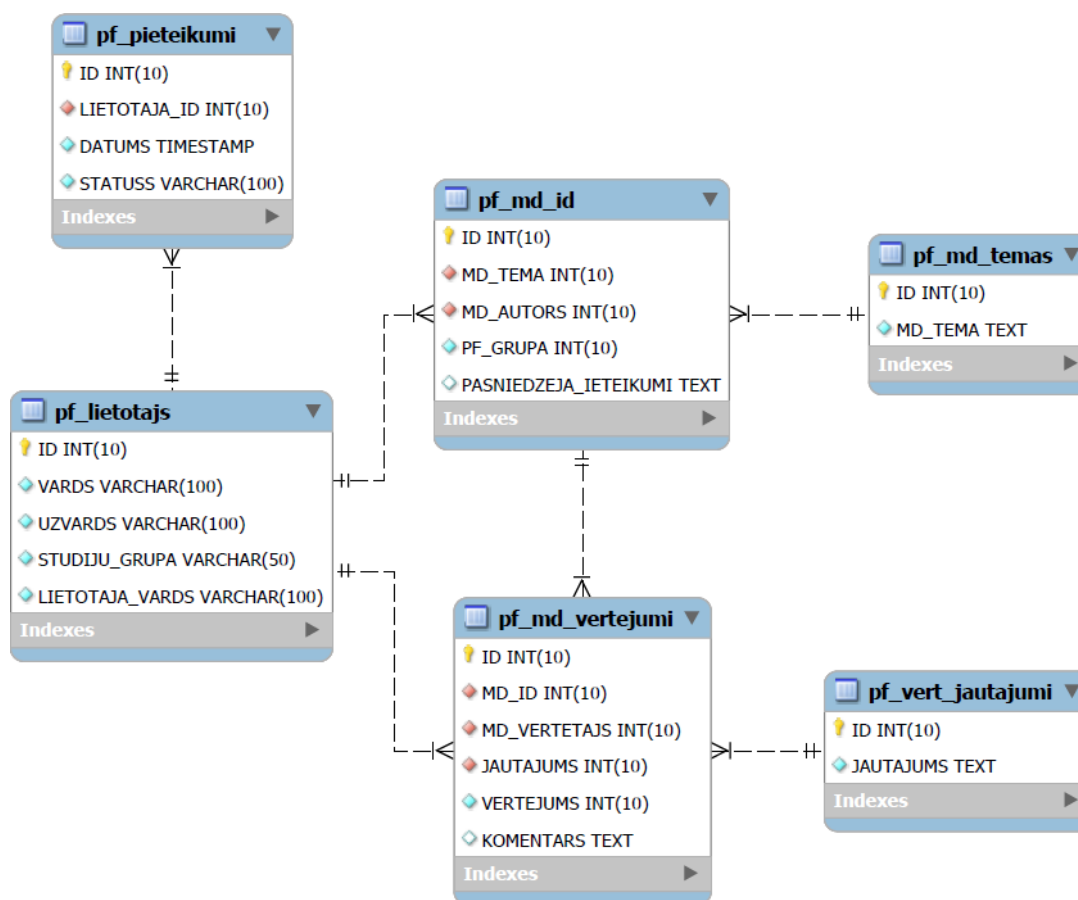 pf_pieteikumi
ID INT(10)
LIETOTAJA_ID INT(10)
DATUMS TIMESTAMP
STATUSS VARCHAR(100)
Indexes
pf_md_id
ID INT(10)
MD_TEMA INT(10)
MD_AUTORS INT(10)
PF_GRUPA INT(10)
PASNIEDZEJA_IETEIKUMI TEXT
Indexes
pf_md_temas
ID INT(10)
MD_TEMA TEXT
Indexes
pf_lietotajs
ID INT(10)
VARDS VARCHAR(100)
UZVARDS VARCHAR(100)
STUDIJU_GRUPA VARCHAR(50)
LIETOTAJA_VARDS VARCHAR(100)
Indexes
pf_md_vertejumi
ID INT(10)
MD_ID INT(10)
MD_VERTETAJS INT(10)
JAUTAJUMS INT(10)
VERTEJUMS INT(10)
KOMENTARS TEXT
Indexes
pf_vert_jautajumi
ID INT(10)
JAUTAJUMS TEXT
Indexes